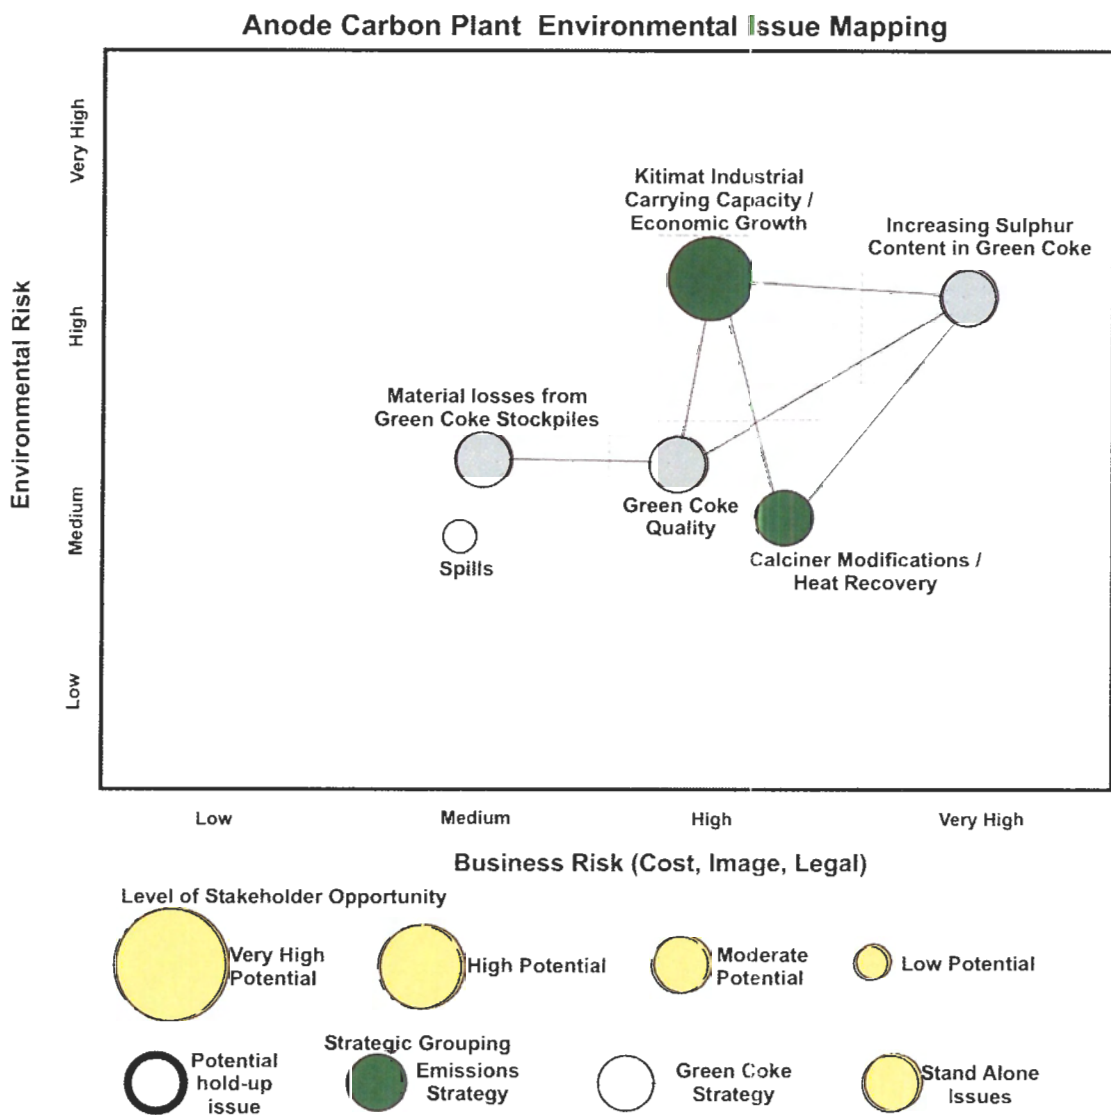 Anode Carbon Plant Environmental Issue Mapping
Very High
High
Medium
Low
Environmental Risk
Kitimat Industrial
Carrying Capacity /
Economic Growth
Increasing Sulphur
Content in Green Coke
Material losses from
Green Coke Stockpiles
Green Coke
Quality
Spills
Calciner Modifications /
Heat Recovery
Low
Medium
High
Very High
Business Risk (Cost, Image, Legal)
Level of Stakeholder Opportunity
Very High
Potential
High Potential
Moderate
Potential
Low Potential
Strategic Grouping
Potential
hold-up
issue
Emissions
Strategy
Green Coke
Strategy
Stand Alone
Issues